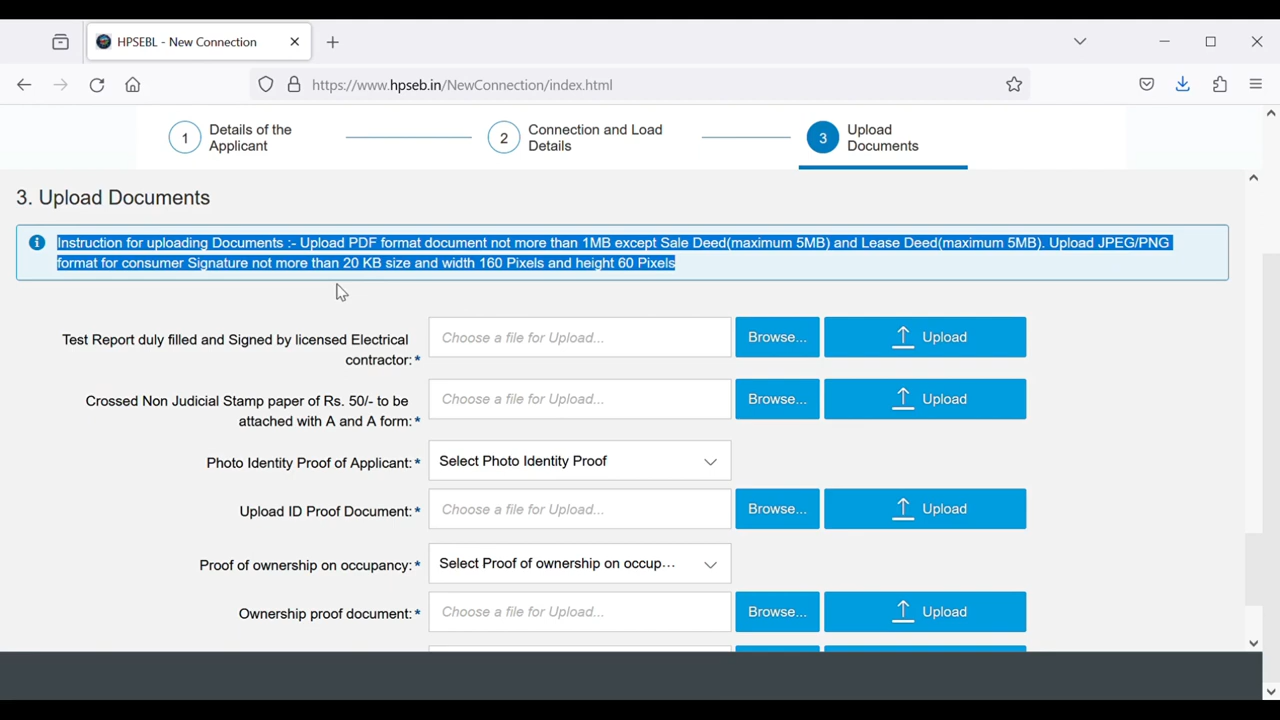 HPSEBL - New Connection
https://www.hpseb.in/NewConnection/index.html
1
Details of the
Applicant
2
Connection and Load
Details
3
Upload
Documents
3. Upload Documents
Instruction for uploading Documents :- Upload PDF format document not more than 1MB except Sale Deed(maximum 5MB) and Lease Deed(maximum 5MB). Upload JPEG/PNG
format for consumer Signature not more than 20 KB size and width 160 Pixels and height 60 Pixels
Test Report duly filled and Signed by licensed Electrical
contractor:*
Choose a file for Upload...
Browse...
Upload
Crossed Non Judicial Stamp paper of Rs. 50/- to be
attached with A and A form:*
Choose a file for Upload...
Browse...
Upload
Photo Identity Proof of Applicant:*
Select Photo Identity Proof
Upload ID Proof Document:*
Choose a file for Upload...
Browse...
Upload
Proof of ownership on occupancy:*
Select Proof of ownership on occup...
Ownership proof document:*
Choose a file for Upload...
Browse...
Upload